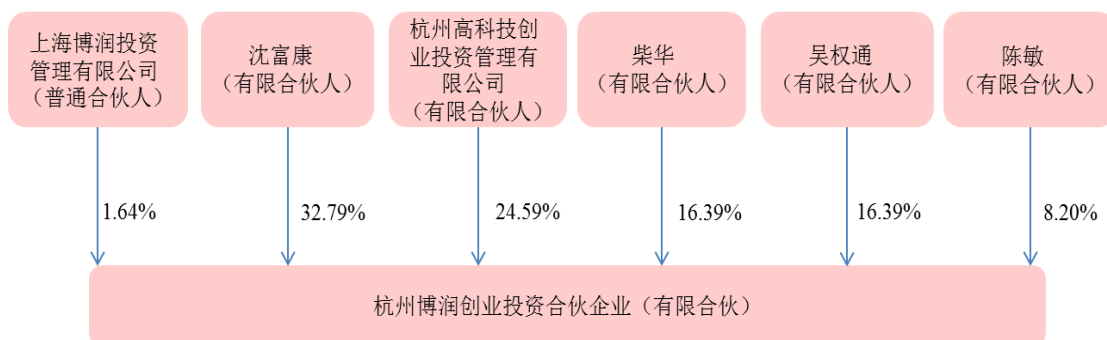 上海博润投资
管理有限公司
（普通合伙人）
沈富康
（有限合伙人）
杭州高科技创
业投资管理有
限公司
（有限合伙人）
柴华
（有限合伙人）
吴权通
（有限合伙人）
陈敏
（有限合伙人）
1.64%
32.79%
24.59%
16.39%
16.39%
8.20%
杭州博润创业投资合伙企业（有限合伙）